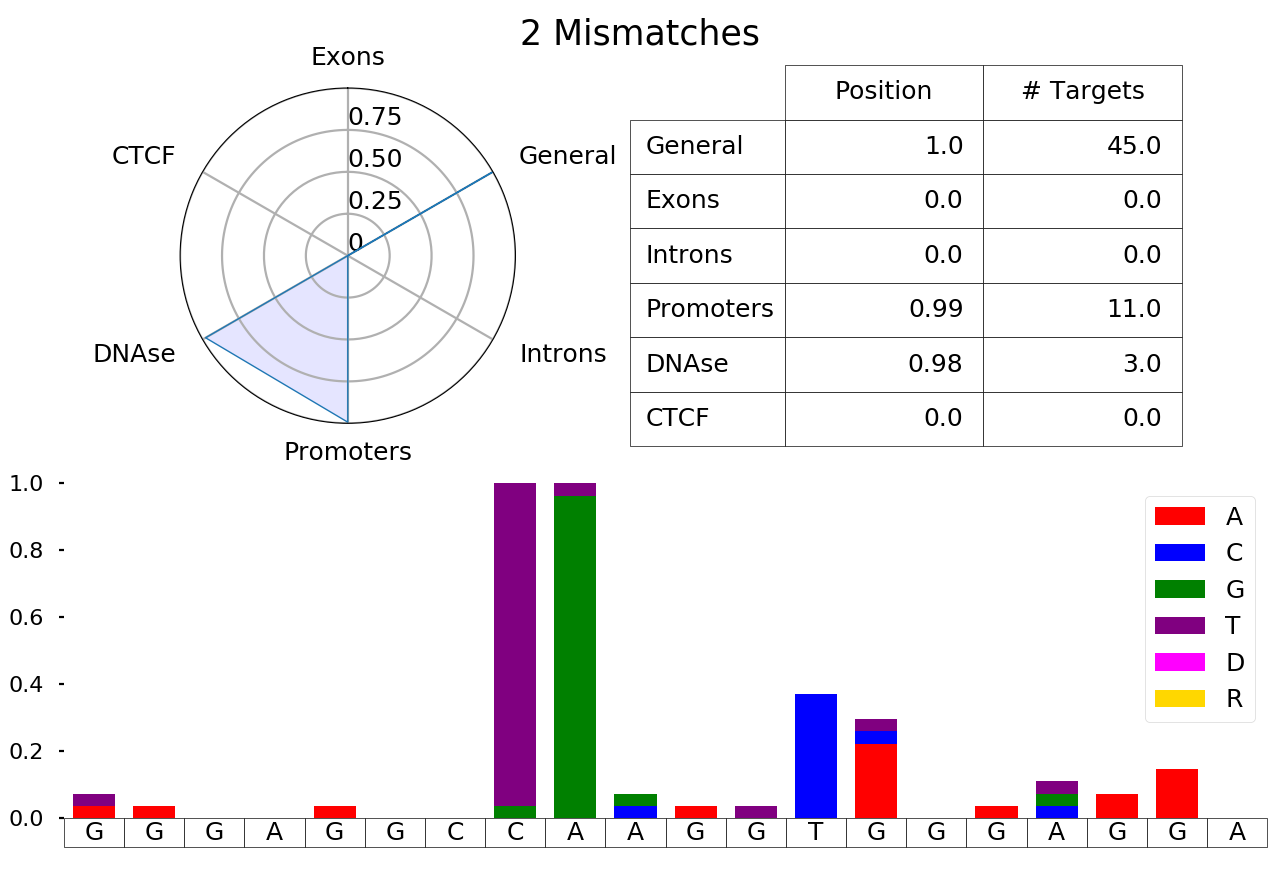 2 Mismatches
Exons
General
Introns
Promoters
DNAse
CTCF
0.75
0.50
0.25
0
Position # Targets
General 1.0 45.0
Exons 0.0 0.0
Introns 0.0 0.0
Promoters 0.99 11.0
DNAse 0.98 3.0
CTCF 0.0 0.0
1.0
0.8
0.6
0.4
0.2
0.0
G G G A G G C C A A G G T G G G A G G A
A
C
G
T
D
R